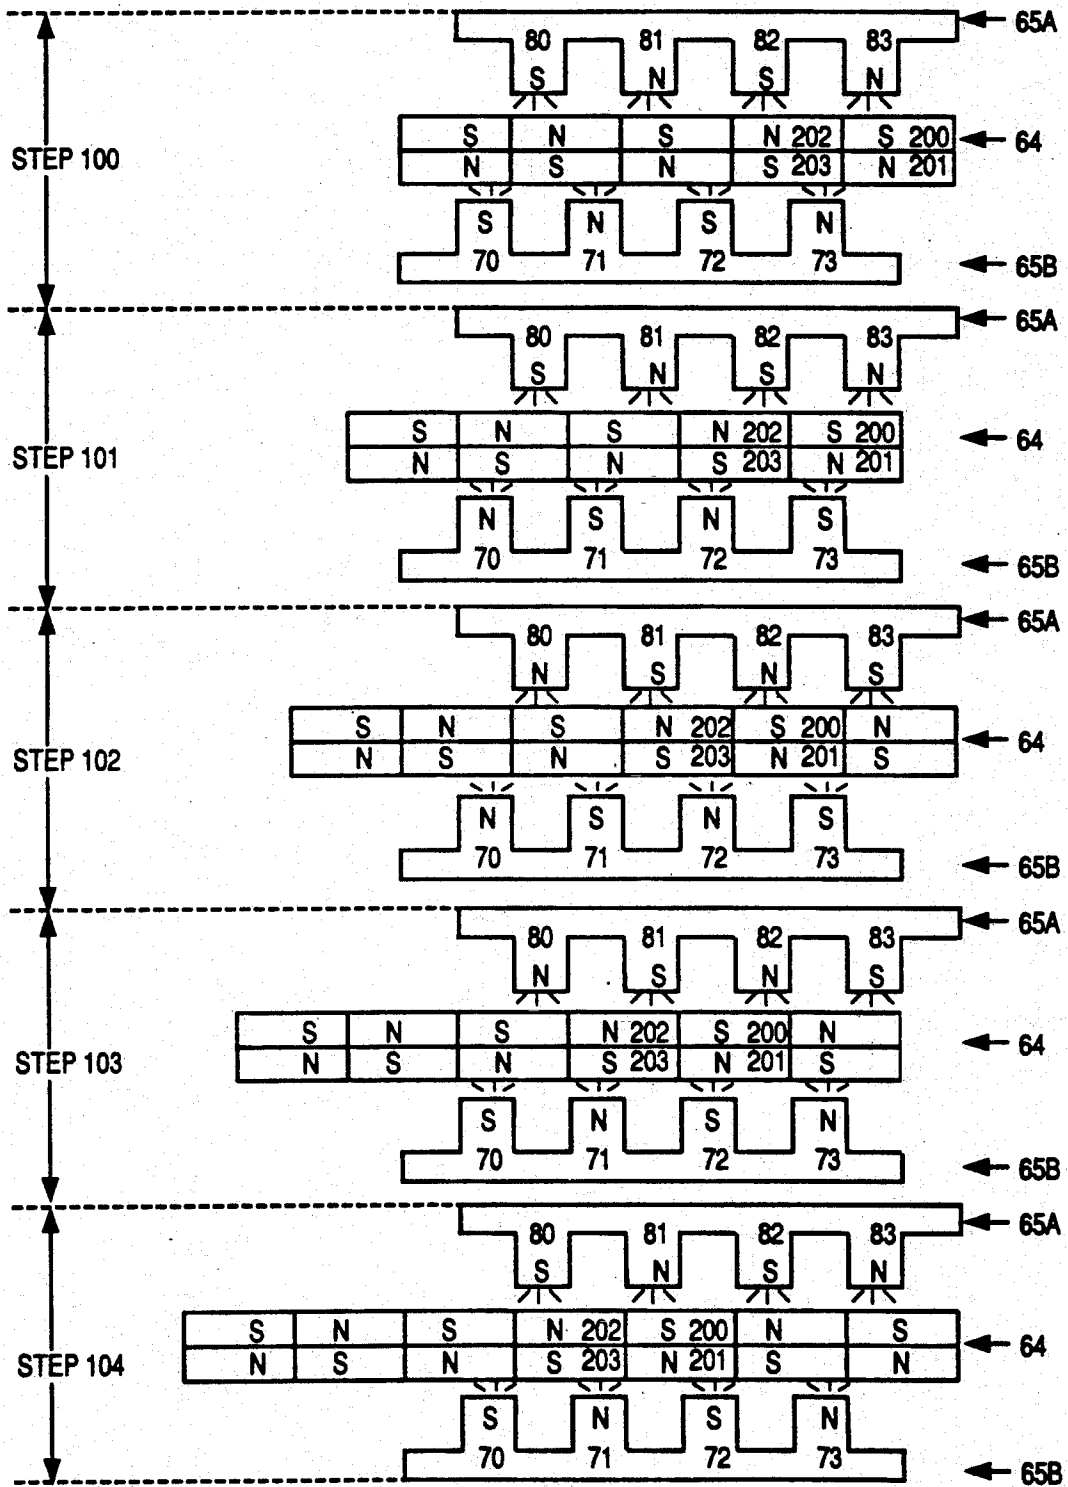 65A
80 81 82 83
S N S N
STEP 100
S N S N 202 S 200
64
N S N S 203 N 201
S N S N
70 71 72 73
65B
65A
80 81 82 83
S N S N
STEP 101
S N S N 202 S 200
64
N S N S 203 N 201
N S N S
70 71 72 73
65B
65A
80 81 82 83
N S N S
STEP 102
S N S N 202 S 200 N
64
N S N S 203 N 201 S
N S N S
70 71 72 73
65B
65A
80 81 82 83
N S N S
STEP 103
S N S N 202 S 200 N
64
N S N S 203 N 201 S
S N S N
70 71 72 73
65B
65A
80 81 82 83
S N S N
STEP 104
S N S N 202 S 200 N S
64
N S N S 203 N 201 S N
S N S N
70 71 72 73
65B